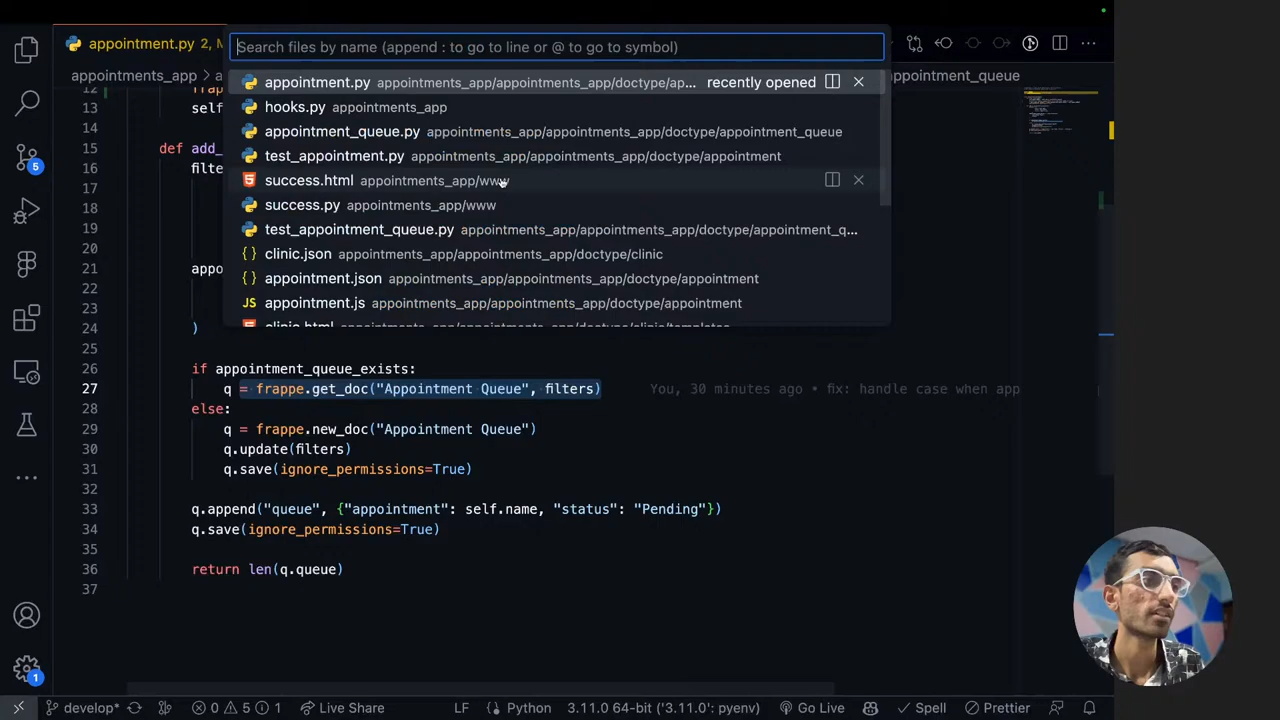 appointment.py 2, M
Search files by name (append : to go to line or @ to go to symbol)
appointments_app
appointment_queue
appointment.py appointments_app/appointments_app/doctype/ap... recently opened
hooks.py appointments_app
appointment_queue.py appointments_app/appointments_app/doctype/appointment_queue
test_appointment.py appointments_app/appointments_app/doctype/appointment
success.html appointments_app/www
success.py appointments_app/www
test_appointment_queue.py appointments_app/appointments_app/doctype/appointment_q...
clinic.json appointments_app/appointments_app/doctype/clinic
appointment.json appointments_app/appointments_app/doctype/appointment
appointment.js appointments_app/appointments_app/doctype/appointment
clinic.html appointments_app/appointments_app/doctype/clinic/templates
12
13 self
14
15 def add_
16 filte
17
18
19
20
21 appo
22
23
24 )
25
26 if appointment_queue_exists:
27 q = frappe.get_doc("Appointment Queue", filters) You, 30 minutes ago • fix: handle case when app
28 else:
29 q = frappe.new_doc("Appointment Queue")
30 q.update(filters)
31 q.save(ignore_permissions=True)
32
33 q.append("queue", {"appointment": self.name, "status": "Pending"})
34 q.save(ignore_permissions=True)
35
36 return len(q.queue)
37
5
1
develop* 0 5 1 Live Share LF Python 3.11.0 64-bit ('3.11.0': pyenv) Go Live Spell Prettier